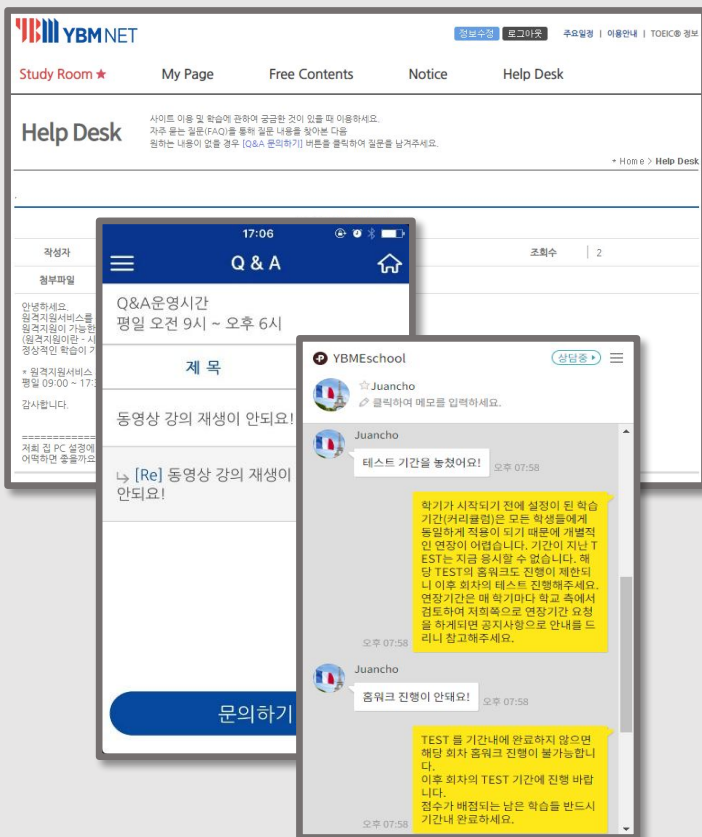 YBM NET
정보수정 로그아웃 주요일정 | 이용안내 | TOEIC® 정보
Study Room ★ My Page Free Contents Notice Help Desk
Help Desk
사이트 이용 및 학습에 관하여 궁금한 것이 있을 때 이용하세요.
자주 묻는 질문(FAQ)을 통해 질문 내용을 찾아본 다음
원하는 내용이 없을 경우 [Q&A 문의하기] 버튼을 클릭하여 질문을 남겨주세요.
Home > Help Desk
작성자
조회수 2
첨부파일
안녕하세요.
원격지원서비스를
원격지원이 가능한
(원격지원이란 - 시
정상적인 학습이 가
* 원격지원서비스
평일 09:00 ~ 17:3
감사합니다.
============
저희 집 PC 설정에
어떡하면 좋을까요
17:06
Q & A
Q&A운영시간
평일 오전 9시 ~ 오후 6시
제 목
동영상 강의 재생이 안되요!
[Re] 동영상 강의 재생이
안되요!
문의하기
YBMEschool
상담중
☆Juancho
클릭하여 메모를 입력하세요.
Juancho
테스트 기간을 놓쳤어요!
오후 07:58
학기가 시작되기 전에 설정이 된 학습
기간(커리큘럼)은 모든 학생들에게
동일하게 적용이 되기 때문에 개별적
인 연장이 어렵습니다. 기간이 지난 T
EST는 지금 응시할 수 없습니다. 해
당 TEST의 홈워크도 진행이 제한되
니 이후 회차의 테스트 진행해주세요.
연장기간은 매 학기마다 학교 측에서
검토하여 저희쪽으로 연장기간 요청
을 하게되면 공지사항으로 안내를 드
리니 참고해주세요.
오후 07:58
Juancho
홈워크 진행이 안돼요!
오후 07:58
TEST 를 기간내에 완료하지 않으면
해당 회차 홈워크 진행이 불가능합니
다.
이후 회차의 TEST 기간에 진행 바랍
니다.
점수가 배점되는 남은 학습들 반드시
기간내 완료하세요.
오후 07:58